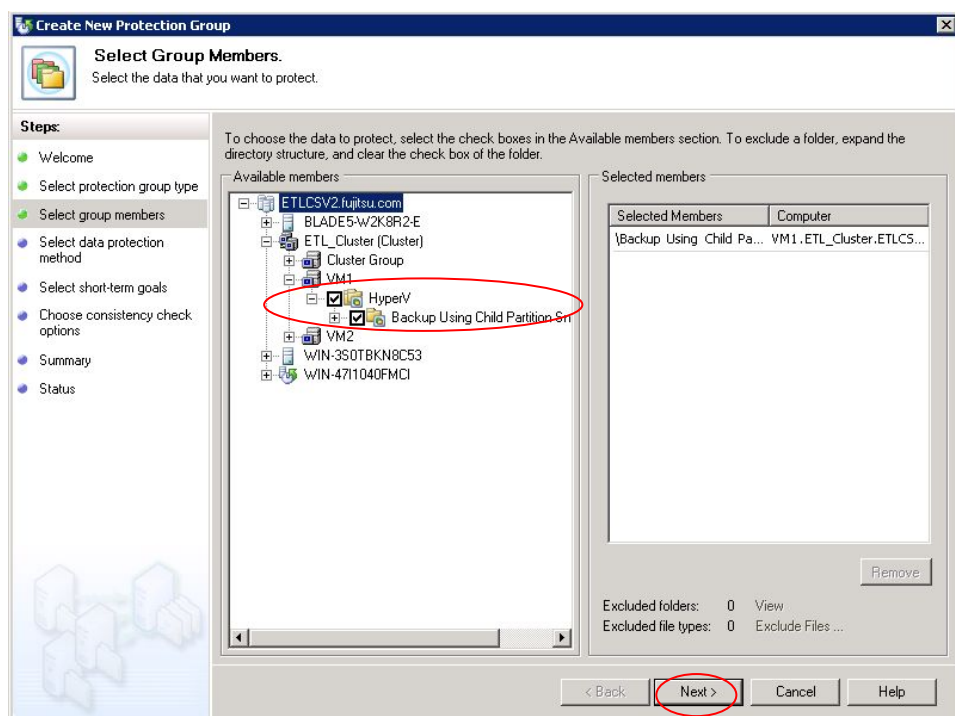 Create New Protection Group
Select Group Members.
Select the data that you want to protect.
Steps:
Welcome
Select protection group type
Select group members
Select data protection
method
Select short-term goals
Choose consistency check
options
Summary
Status
To choose the data to protect, select the check boxes in the Available members section. To exclude a folder, expand the
directory structure, and clear the check box of the folder.
Available members
ETLCSV2.fujitsu.com
BLADE5-W2K8R2-E
ETL_Cluster (Cluster)
Cluster Group
VM1
HyperV
Backup Using Child Partition Sn
VM2
WIN-3S0TBKN8C53
WIN-47I1040FMCI
Selected members
Selected Members Computer
\Backup Using Child Pa... VM1.ETL_Cluster.ETLCS...
Remove
Excluded folders: 0 View
Excluded file types: 0 Exclude Files ...
< Back Next > Cancel Help